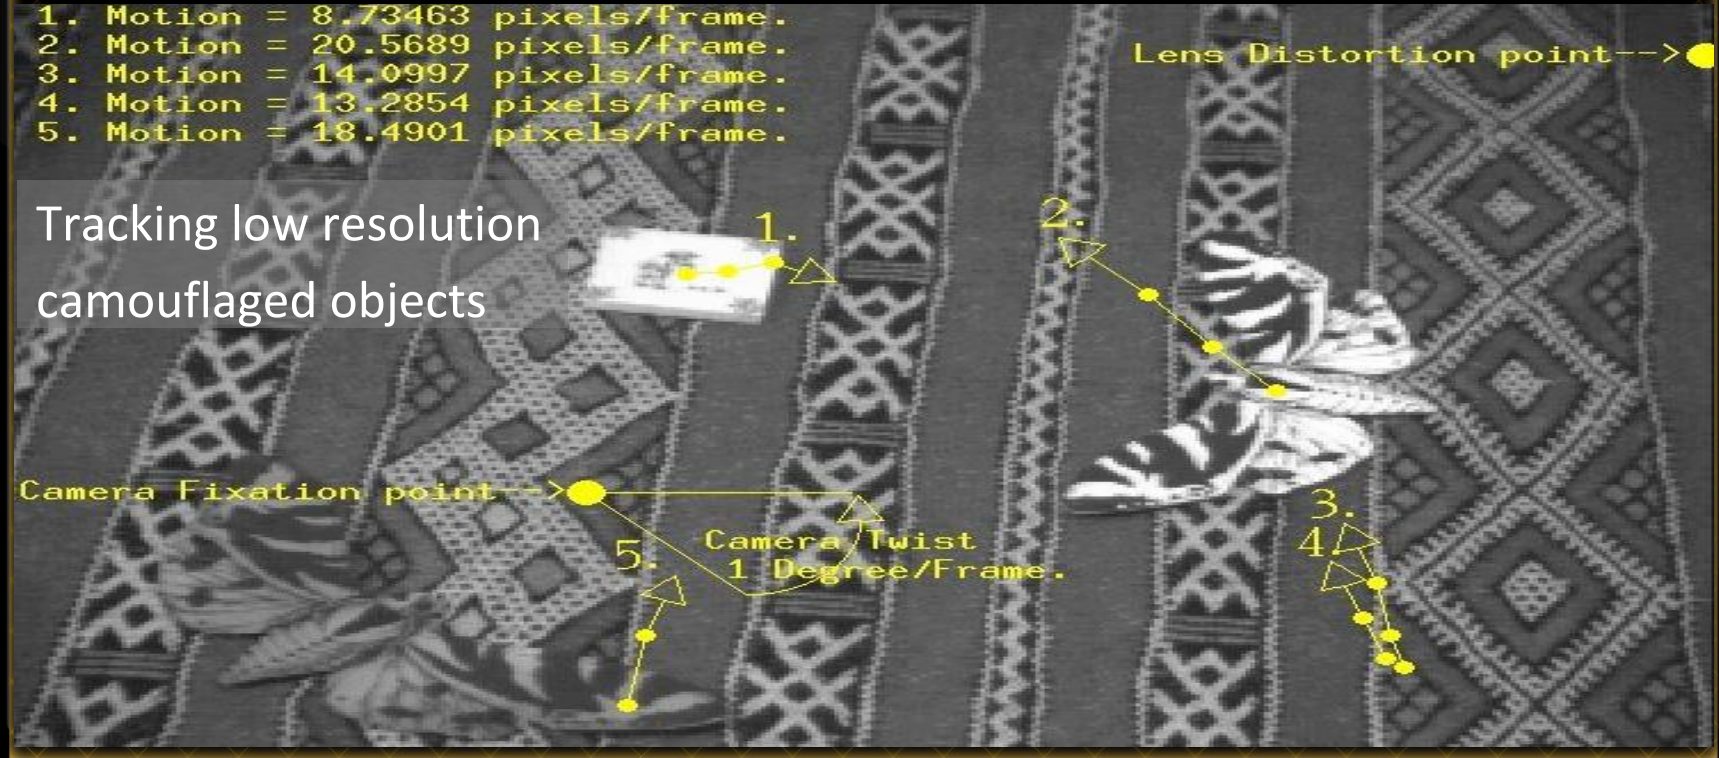 1. Motion = 8.73463 pixels/frame.
2. Motion = 20.5689 pixels/frame.
3. Motion = 14.0997 pixels/frame.
4. Motion = 13.2854 pixels/frame.
5. Motion = 18.4901 pixels/frame.
Lens Distortion point-->
Tracking low resolution
camouflaged objects
1.
2.
Camera Fixation point-->
3.
4.
5.
Camera Twist
1 Degree/Frame.